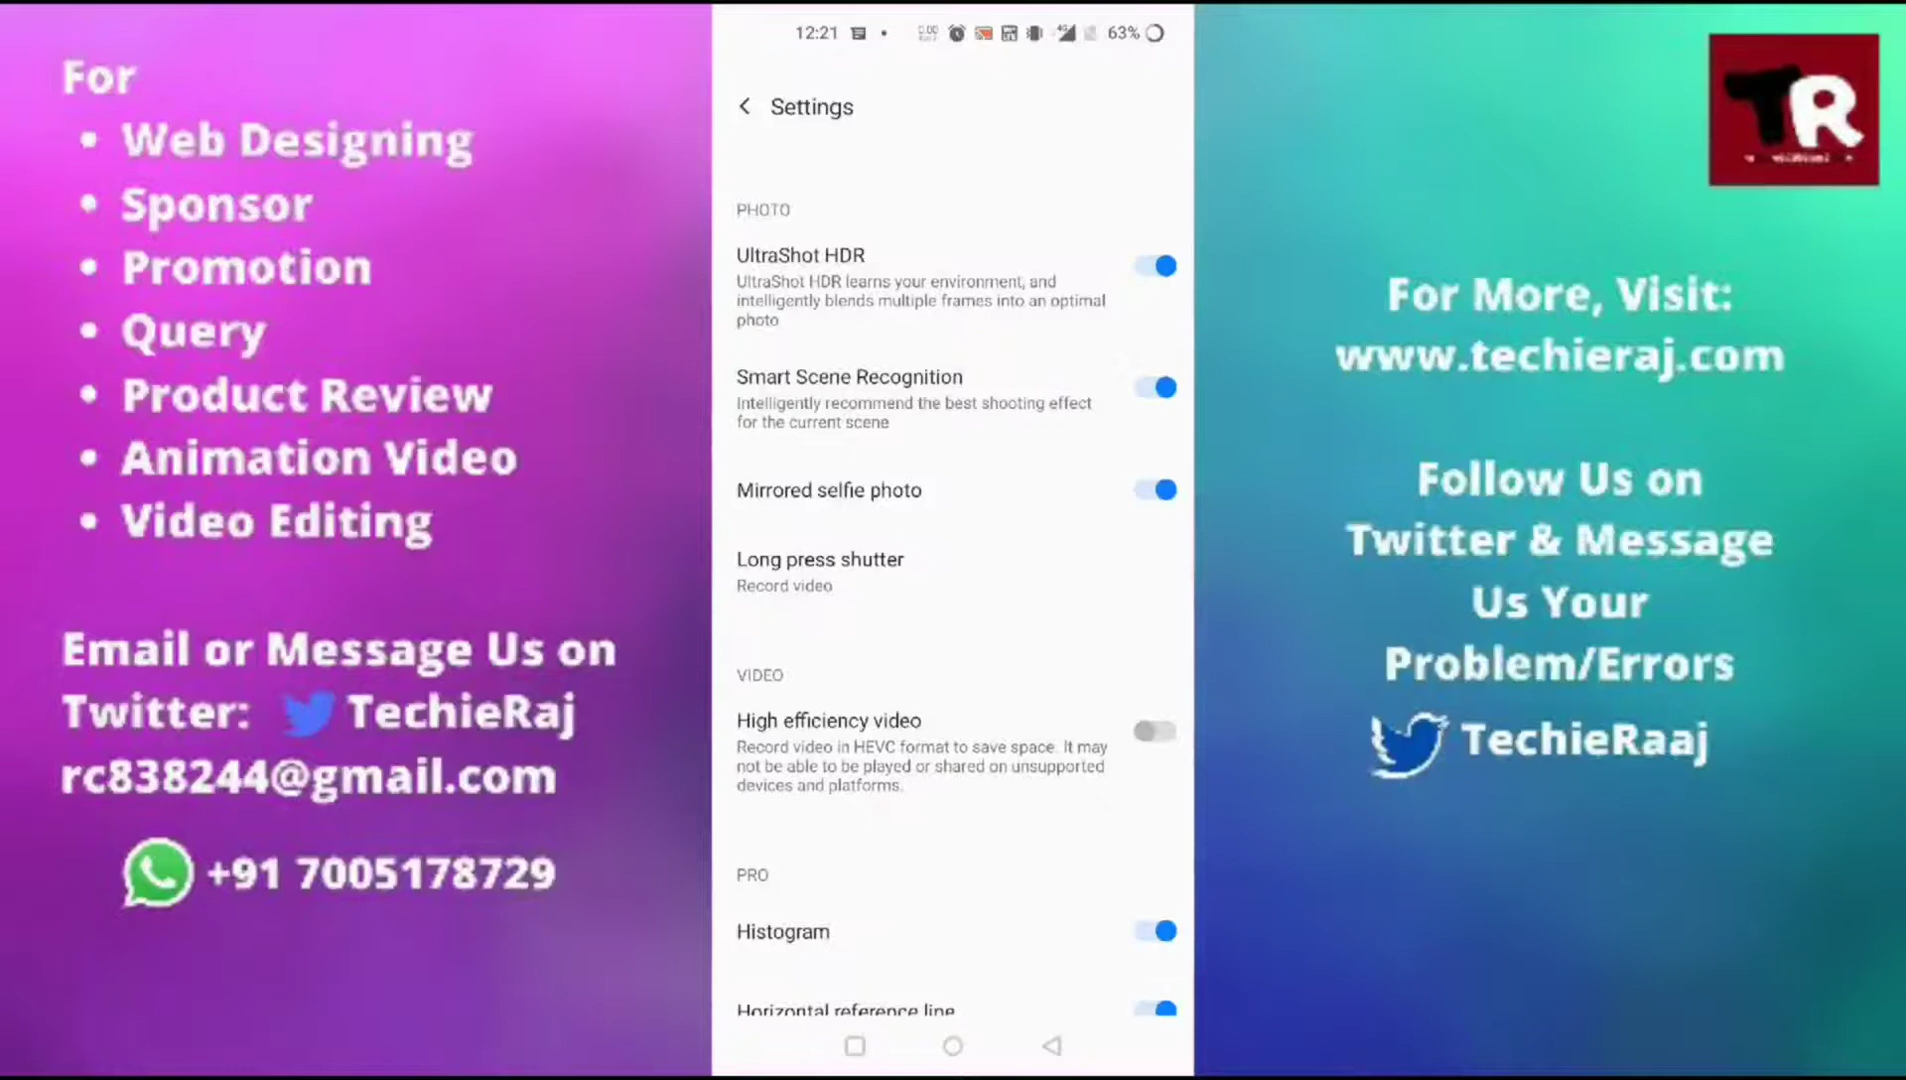 For
• Web Designing
• Sponsor
• Promotion
• Query
• Product Review
• Animation Video
• Video Editing
Email or Message Us on
Twitter: TechieRaj
rc838244@gmail.com
+91 7005178729
12:21
63%
Settings
PHOTO
UltraShot HDR
UltraShot HDR learns your environment, and
intelligently blends multiple frames into an optimal
photo
Smart Scene Recognition
Intelligently recommend the best shooting effect
for the current scene
Mirrored selfie photo
Long press shutter
Record video
VIDEO
High efficiency video
Record video in HEVC format to save space. It may
not be able to be played or shared on unsupported
devices and platforms.
PRO
Histogram
Horizontal reference line
TR
For More, Visit:
www.techieraj.com
Follow Us on
Twitter & Message
Us Your
Problem/Errors
TechieRaaj